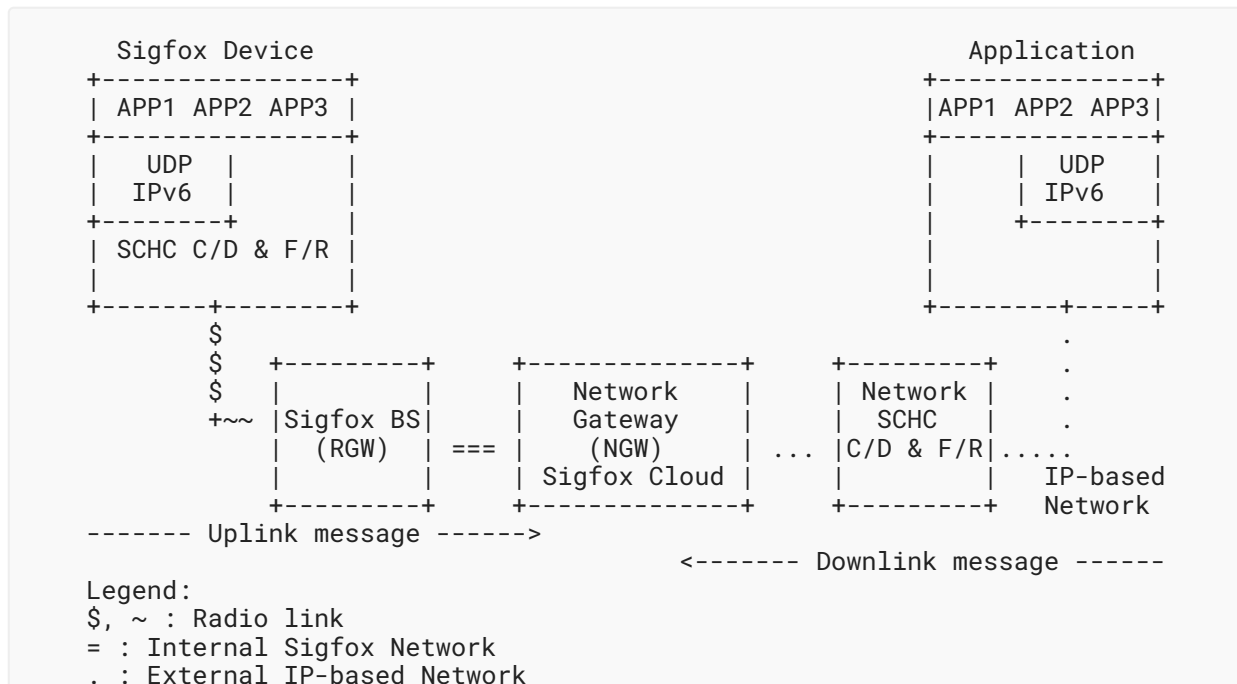 Sigfox Device                                           Application
+----------------+                                     +--------------+
| APP1 APP2 APP3 |                                     |APP1 APP2 APP3|
+----------------+                                     +--------------+
|   UDP  |       |                                     |     |  UDP   |
|  IPv6  |       |                                     |     | IPv6   |
+--------+       |                                     |     +--------+
| SCHC C/D & F/R |                                     |              |
|                |                                     |              |
+-------+--------+                                     +--------+-----+
        $                                                       .
        $   +---------+     +--------------+     +---------+    .
        $   |         |     |   Network    |     | Network |    .
        +~~ |Sigfox BS|     |   Gateway    |     |  SCHC   |    .
            |  (RGW)  | === |    (NGW)     | ... |C/D & F/R|.....
            |         |     | Sigfox Cloud |     |         |   IP-based
            +---------+     +--------------+     +---------+   Network
------- Uplink message ------>
                                       <------- Downlink message ------
Legend:
$, ~ : Radio link
= : Internal Sigfox Network
. : External IP-based Network